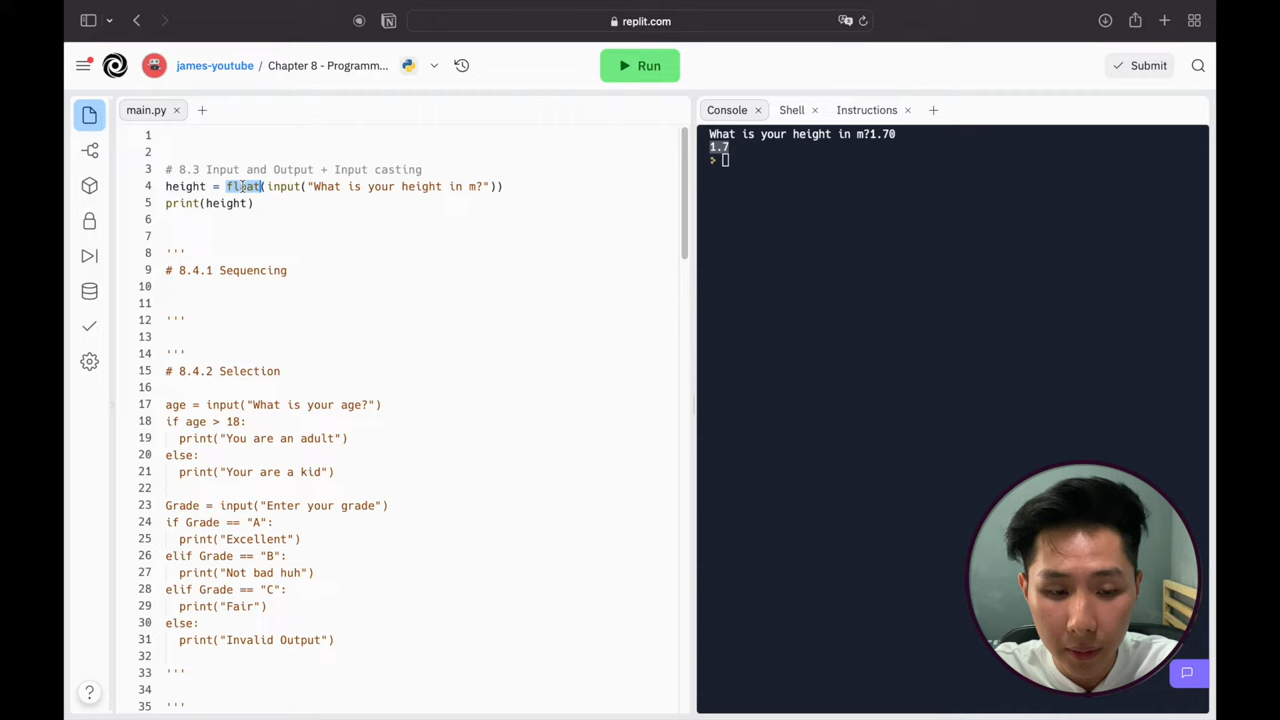 replit.com
james-youtube / Chapter 8 - Programm...
Run
Submit
main.py
Console
Shell
Instructions
1
2
3 # 8.3 Input and Output + Input casting
4 height = float(input("What is your height in m?"))
5 print(height)
6
7
8 '''
9 # 8.4.1 Sequencing
10
11
12 '''
13
14 '''
15 # 8.4.2 Selection
16
17 age = input("What is your age?")
18 if age > 18:
19 print("You are an adult")
20 else:
21 print("Your are a kid")
22
23 Grade = input("Enter your grade")
24 if Grade == "A":
25 print("Excellent")
26 elif Grade == "B":
27 print("Not bad huh")
28 elif Grade == "C":
29 print("Fair")
30 else:
31 print("Invalid Output")
32
33 '''
34
35 '''
What is your height in m?1.70
1.7